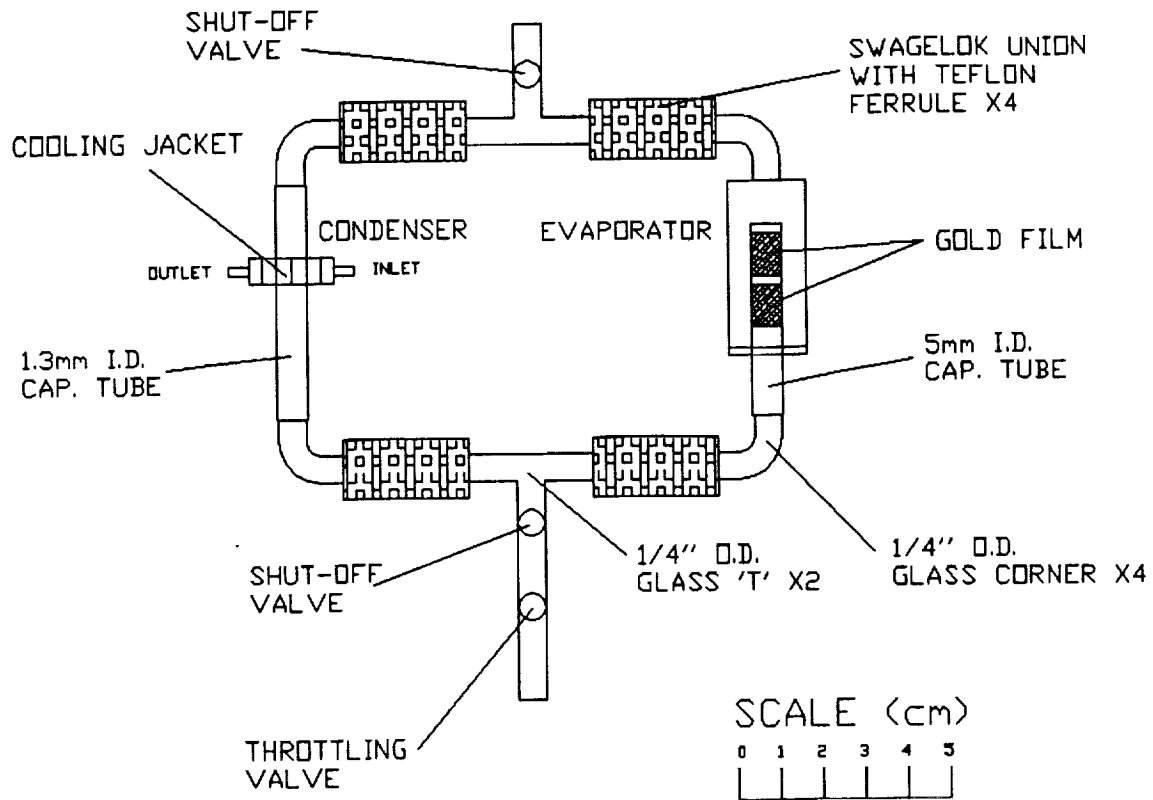 SHUT-OFF
VALVE
SWAGELOK UNION
WITH TEFLON
FERRULE X4
COOLING JACKET
CONDENSER
EVAPORATOR
GOLD FILM
OUTLET
INLET
1.3mm I.D.
CAP. TUBE
5mm I.D.
CAP. TUBE
SHUT-OFF
VALVE
1/4" O.D.
GLASS 'T' X2
1/4" O.D.
GLASS CORNER X4
THROTTLING
VALVE
SCALE (cm)
0 1 2 3 4 5